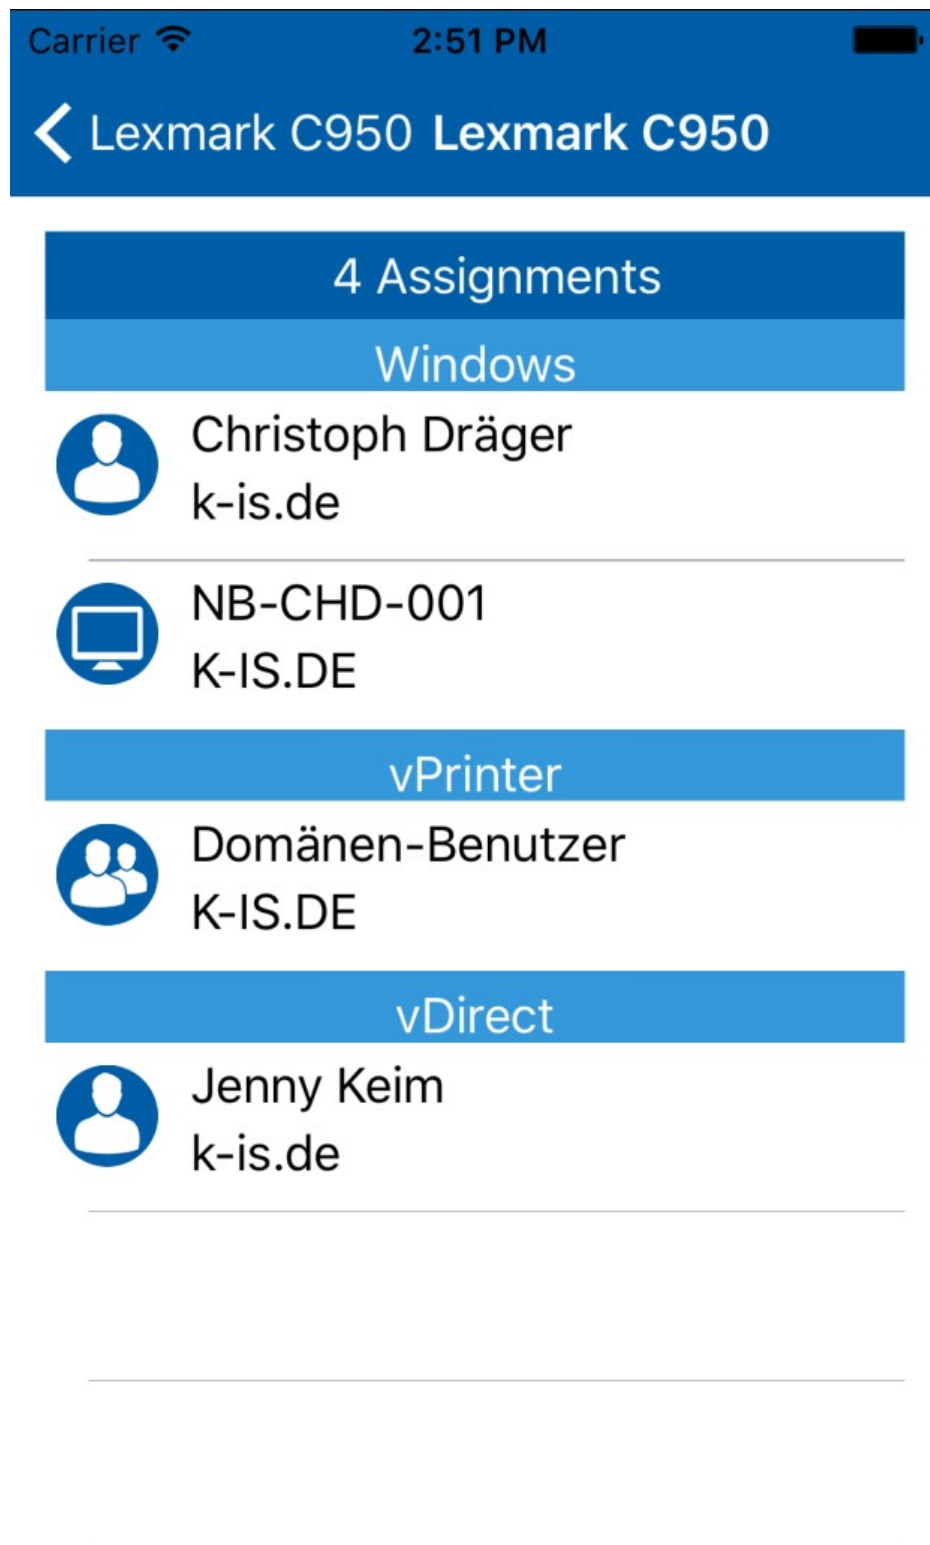 Carrier 2:51 PM
Lexmark C950 Lexmark C950
4 Assignments
Windows
Christoph Dräger
k-is.de
NB-CHD-001
K-IS.DE
vPrinter
Domänen-Benutzer
K-IS.DE
vDirect
Jenny Keim
k-is.de